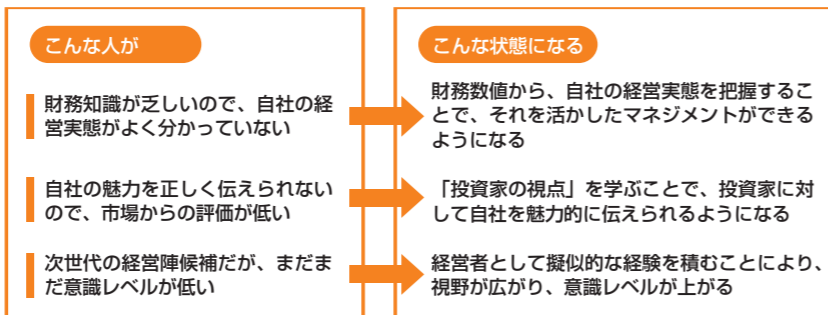 こんな人が
財務知識が乏しいので、自社の経
営実態がよく分かっていない
自社の魅力を正しく伝えられない
ので、市場からの評価が低い
次世代の経営陣候補だが、まだま
だ意識レベルが低い
こんな状態になる
財務数値から、自社の経営実態を把握するこ
とで、それを活かしたマネジメントができる
ようになる
「投資家の視点」を学ぶことで、投資家に対
して自社を魅力的に伝えられるようになる
経営者として擬似的な経験を積むことにより、
視野が広がり、意識レベルが上がる